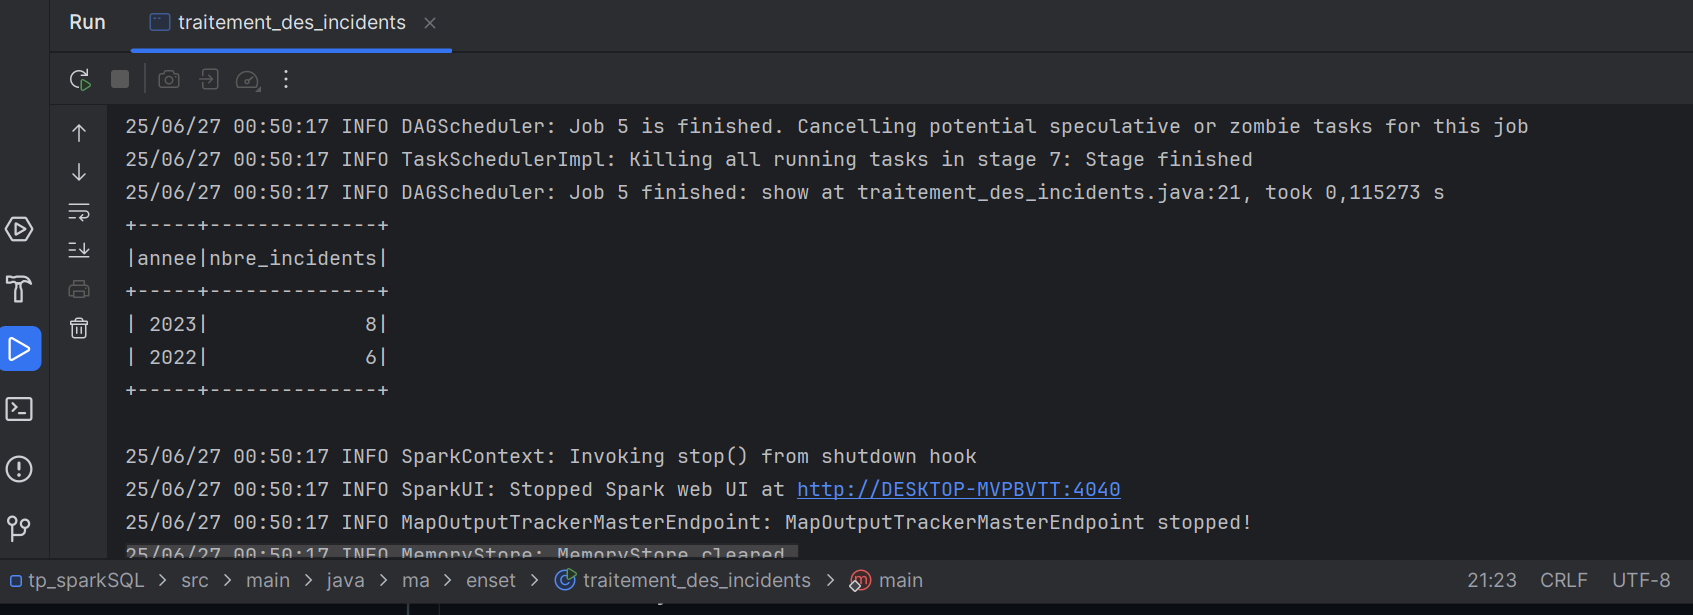 Run traitement_des_incidents
25/06/27 00:50:17 INFO DAGScheduler: Job 5 is finished. Cancelling potential speculative or zombie tasks for this job
25/06/27 00:50:17 INFO TaskSchedulerImpl: Killing all running tasks in stage 7: Stage finished
25/06/27 00:50:17 INFO DAGScheduler: Job 5 finished: show at traitement_des_incidents.java:21, took 0,115273 s
+-----+--------------+
|annee|nbre_incidents|
+-----+--------------+
| 2023|             8|
| 2022|             6|
+-----+--------------+
25/06/27 00:50:17 INFO SparkContext: Invoking stop() from shutdown hook
25/06/27 00:50:17 INFO SparkUI: Stopped Spark web UI at http://DESKTOP-MVPBVTT:4040
25/06/27 00:50:17 INFO MapOutputTrackerMasterEndpoint: MapOutputTrackerMasterEndpoint stopped!
25/06/27 00:50:17 INFO MemoryStore: MemoryStore cleared
tp_sparkSQL > src > main > java > ma > enset > traitement_des_incidents > main 21:23 CRLF UTF-8